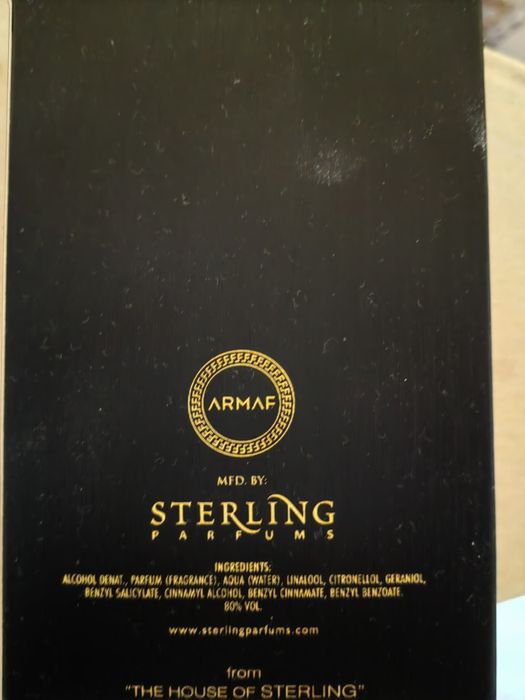 ARMAF
MFD. BY:
STERLING
PARFUMS
INGREDIENTS:
ALCOHOL DENAT., PARFUM (FRAGRANCE), AQUA (WATER), LINALOOL, CITRONELLOL, GERANIOL,
BENZYL SALICYLATE, CINNAMYL ALCOHOL, BENZYL CINNAMATE, BENZYL BENZOATE.
80% VOL.
www.sterlingparfums.com
from
"THE HOUSE OF STERLING"